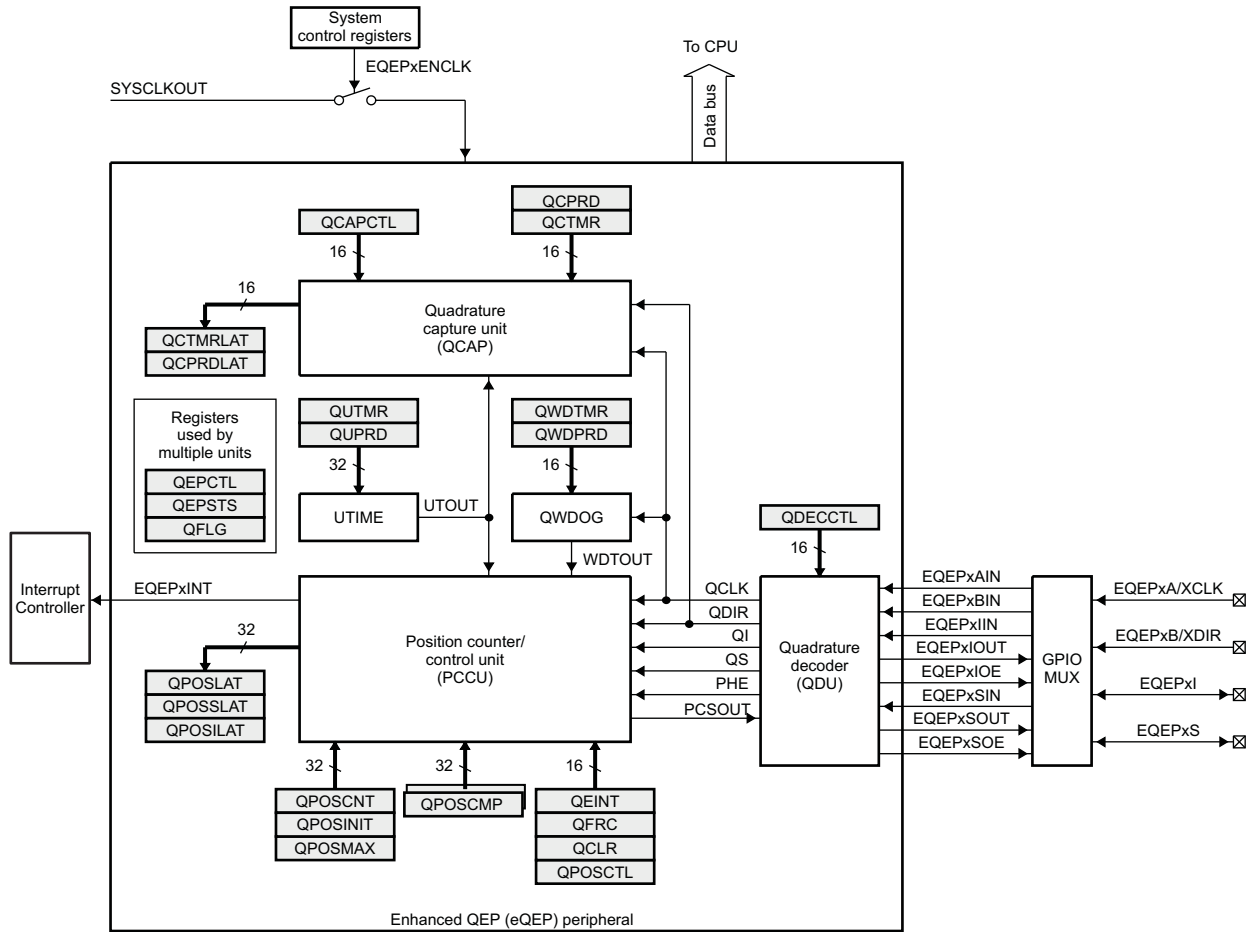 System
control registers
To CPU
EQEPxENCLK
SYSCLKOUT
Data bus
QCPRD
QCAPCTL
QCTMR
16
16
16
Quadrature
capture unit
(QCAP)
QCTMRLAT
QCPRDLAT
Registers
used by
multiple units
QEPCTL
QEPSTS
QFLG
QUTMR
QUPRD
32
QWDTMR
QWDPRD
16
UTIME
UTOUT
QWDOG
WDTOUT
QDECCTL
16
Interrupt
Controller
EQEPxINT
32
QPOSLAT
QPOSSLAT
QPOSILAT
Position counter/
control unit
(PCCU)
QCLK
QDIR
QI
QS
PHE
PCSOUT
Quadrature
decoder
(QDU)
EQEPxAIN
EQEPxBIN
EQEPxIIN
EQEPxIOUT
EQEPxIOE
EQEPxSIN
EQEPxSOUT
EQEPxSOE
GPIO
MUX
EQEPxA/XCLK
EQEPxB/XDIR
EQEPxI
EQEPxS
32
32
16
QPOSCNT
QPOSINIT
QPOSMAX
QPOSCMP
QEINT
QFRC
QCLR
QPOSCTL
Enhanced QEP (eQEP) peripheral